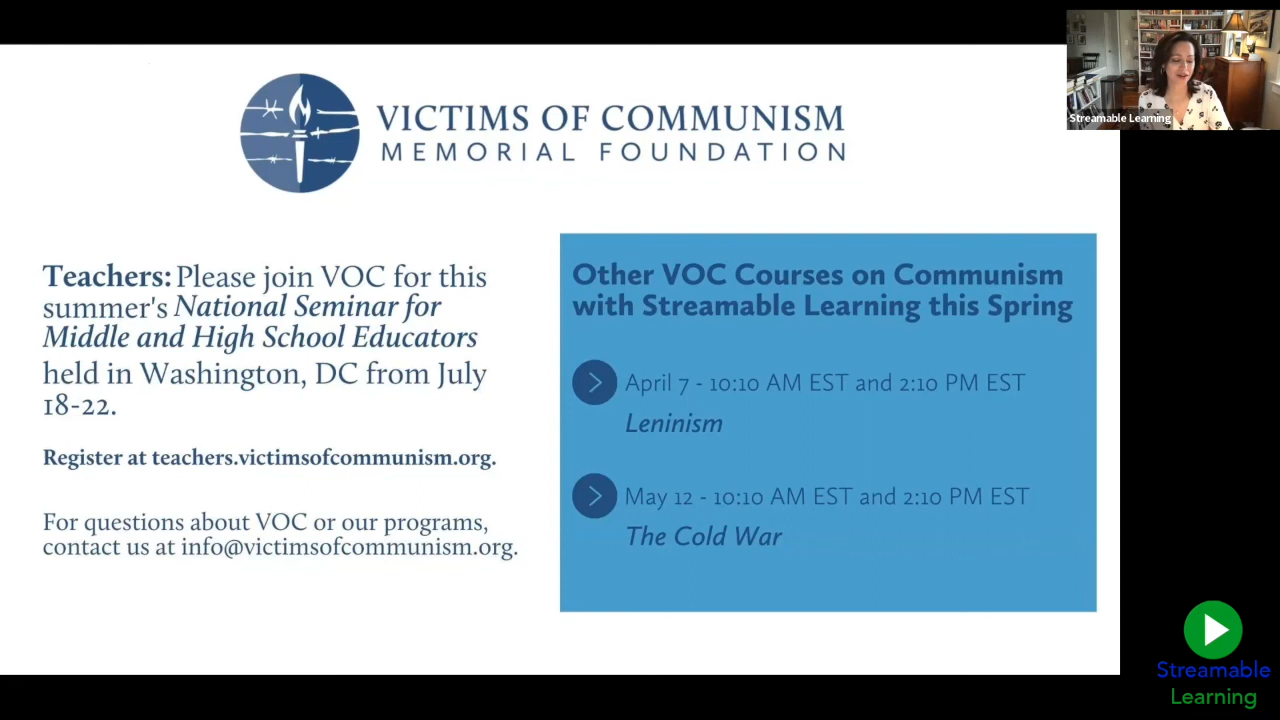 Streamable Learning
VICTIMS OF COMMUNISM
MEMORIAL FOUNDATION
Teachers: Please join VOC for this
summer's National Seminar for
Middle and High School Educators
held in Washington, DC from July
18-22.
Register at teachers.victimsofcommunism.org.
For questions about VOC or our programs,
contact us at info@victimsofcommunism.org.
Other VOC Courses on Communism
with Streamable Learning this Spring
April 7 - 10:10 AM EST and 2:10 PM EST
Leninism
May 12 - 10:10 AM EST and 2:10 PM EST
The Cold War
Streamable
Learning